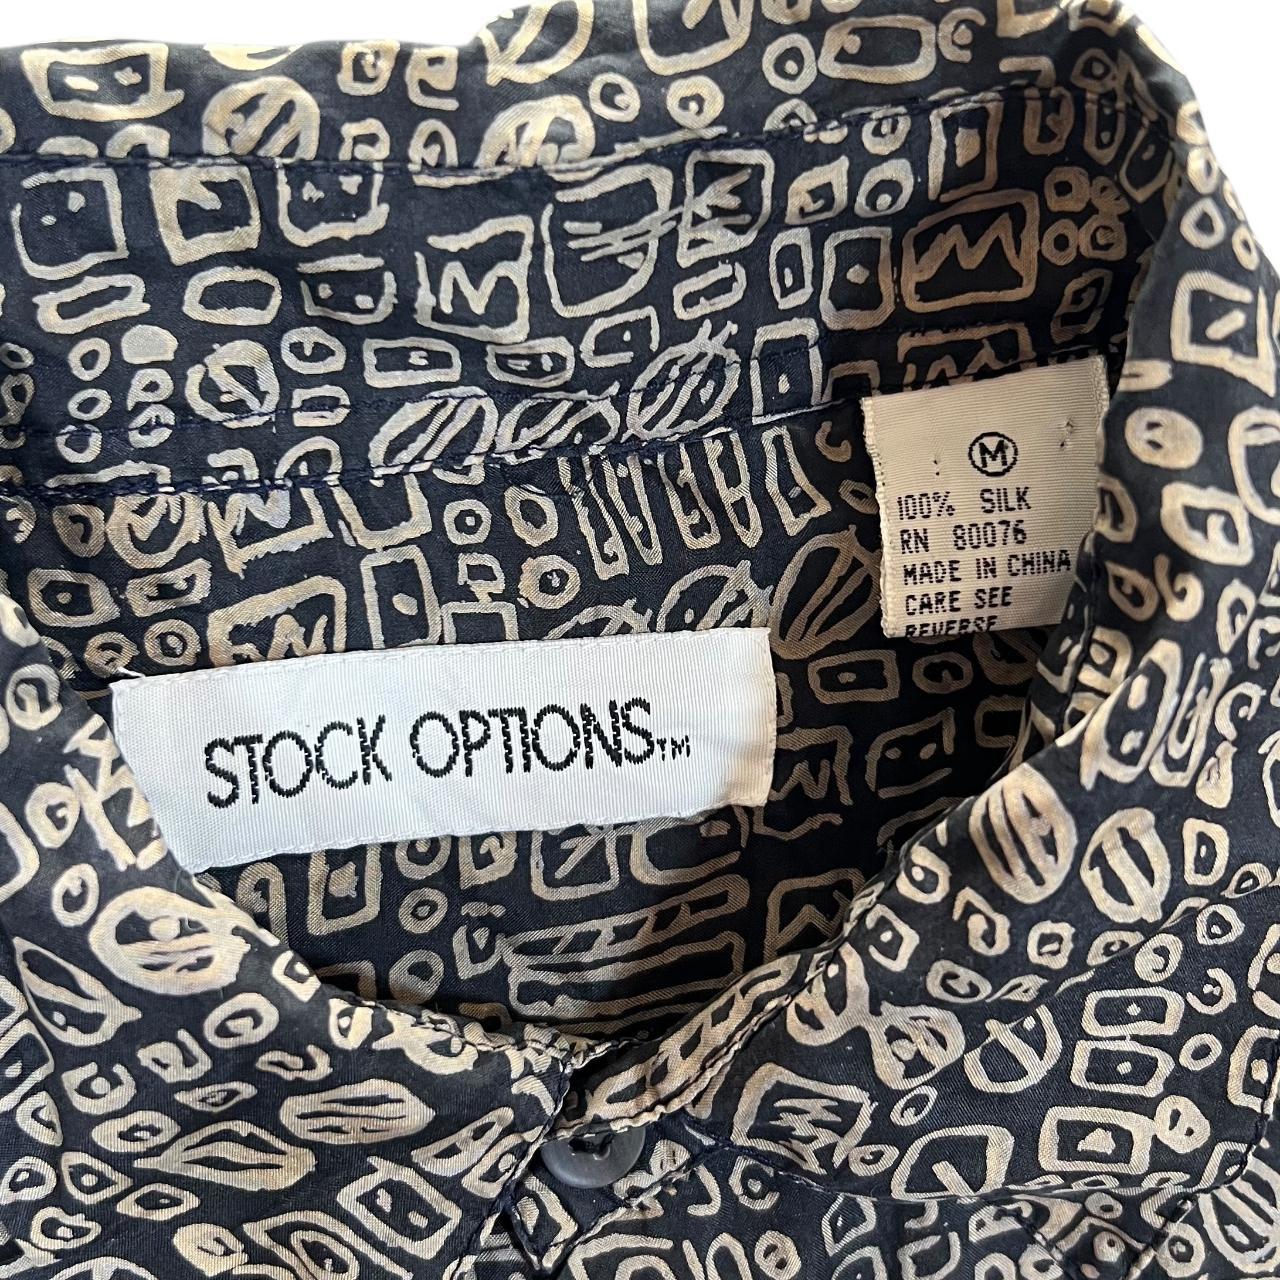 M
100% SILK
RN 80076
MADE IN CHINA
CARE SEE
REVERSE
STOCK OPTIONS™